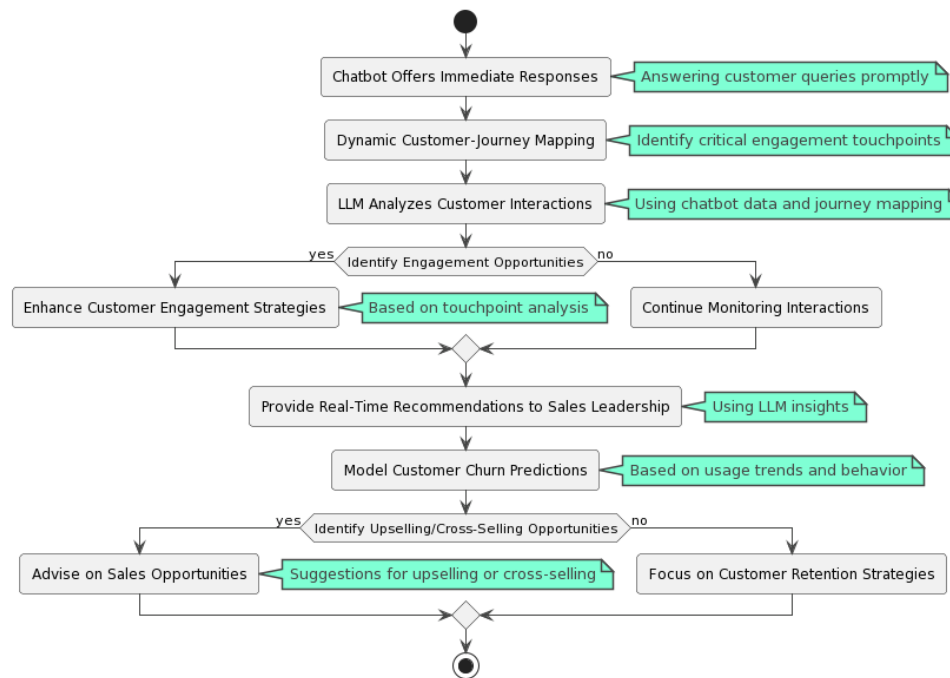 Chatbot Offers Immediate Responses
Answering customer queries promptly
Dynamic Customer-Journey Mapping
Identify critical engagement touchpoints
LLM Analyzes Customer Interactions
Using chatbot data and journey mapping
yes
Identify Engagement Opportunities
no
Enhance Customer Engagement Strategies
Based on touchpoint analysis
Continue Monitoring Interactions
Provide Real-Time Recommendations to Sales Leadership
Using LLM insights
Model Customer Churn Predictions
Based on usage trends and behavior
yes
Identify Upselling/Cross-Selling Opportunities
no
Advise on Sales Opportunities
Suggestions for upselling or cross-selling
Focus on Customer Retention Strategies